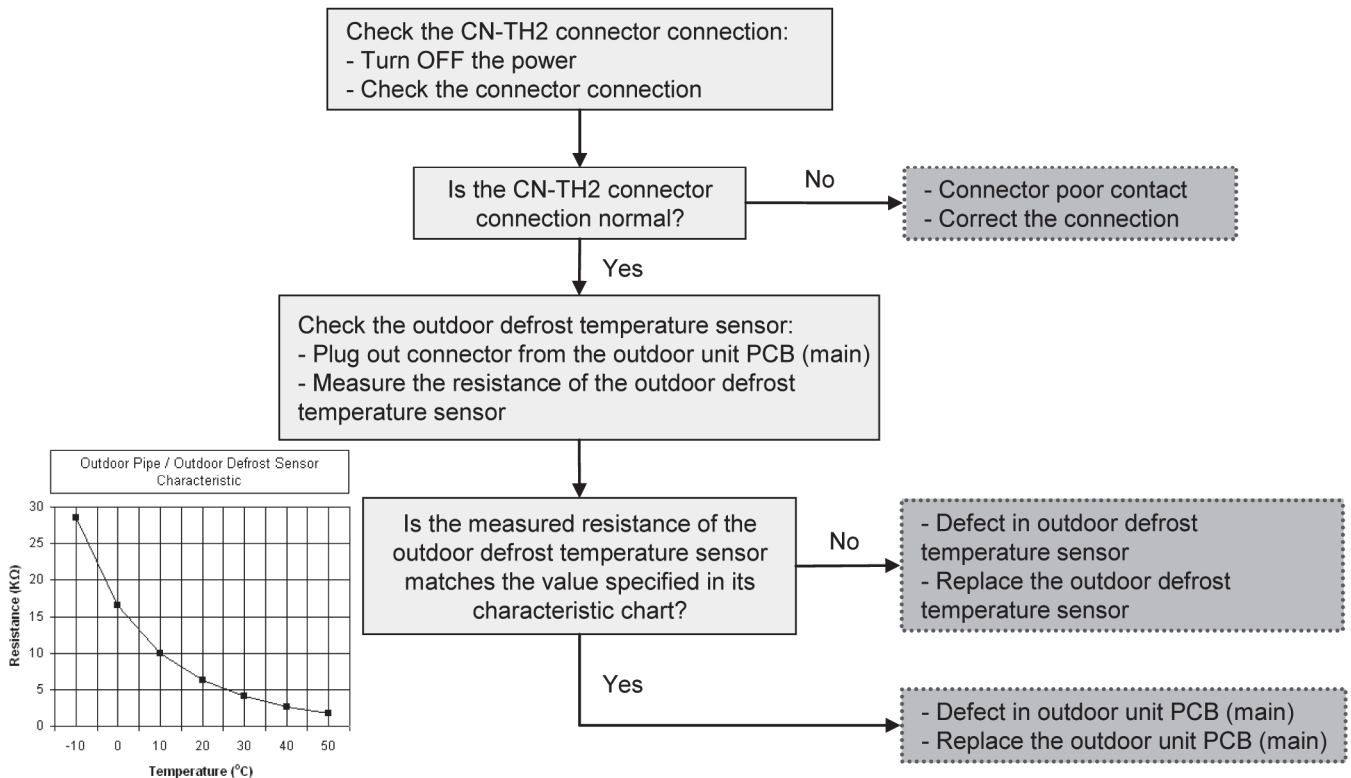 Check the CN-TH2 connector connection:
- Turn OFF the power
- Check the connector connection
Is the CN-TH2 connector
connection normal?
No
- Connector poor contact
- Correct the connection
Yes
Check the outdoor defrost temperature sensor:
- Plug out connector from the outdoor unit PCB (main)
- Measure the resistance of the outdoor defrost
temperature sensor
Outdoor Pipe / Outdoor Defrost Sensor
Characteristic
Resistance (KΩ)
30
25
20
15
10
5
0
-10 0 10 20 30 40 50
Temperature (°C)
Is the measured resistance of the
outdoor defrost temperature sensor
matches the value specified in its
characteristic chart?
No
- Defect in outdoor defrost
temperature sensor
- Replace the outdoor defrost
temperature sensor
Yes
- Defect in outdoor unit PCB (main)
- Replace the outdoor unit PCB (main)